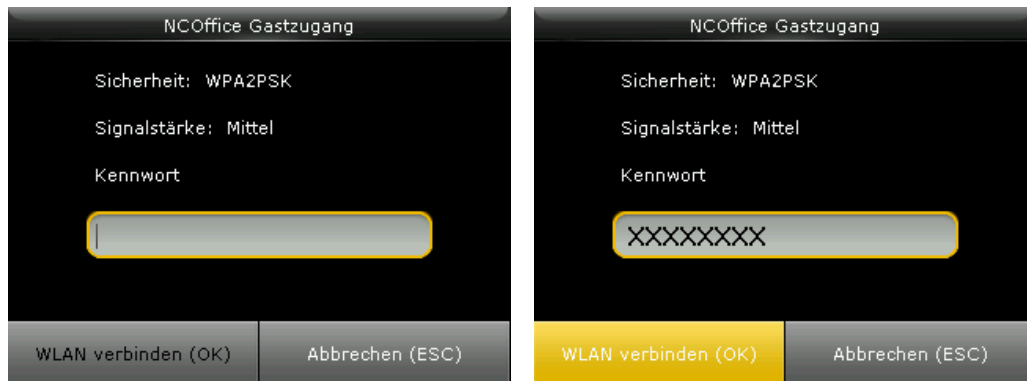 NCOffice Gastzugang
Sicherheit: WPA2PSK
Signalstärke: Mittel
Kennwort
WLAN verbinden (OK)
Abbrechen (ESC)
NCOffice Gastzugang
Sicherheit: WPA2PSK
Signalstärke: Mittel
Kennwort
XXXXXXXX
WLAN verbinden (OK)
Abbrechen (ESC)